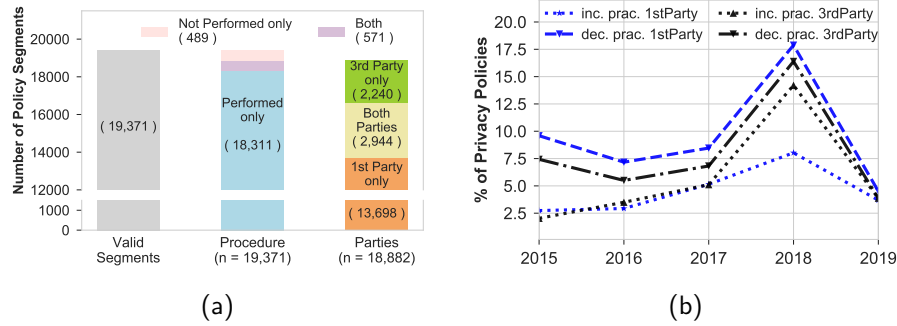 (a)
Not Performed only
( 489)
Both
( 571)
Number of Policy Segments
20000
18000
16000
14000
12000
1000
0
( 19,371)
Performed
only
( 18,311)
3rd Party
only
( 2,240)
Both
Parties
( 2,944)
1st Party
only
( 13,698)
Valid
Segments
Procedure
(n = 19,371)
Parties
(n = 18,882)
(a)
(b)
inc. prac. 1stParty
dec. prac. 1stParty
inc. prac. 3rdParty
dec. prac. 3rdParty
% of Privacy Policies
20.0
17.5
15.0
12.5
10.0
7.5
5.0
2.5
2015
2016
2017
2018
2019
(b)